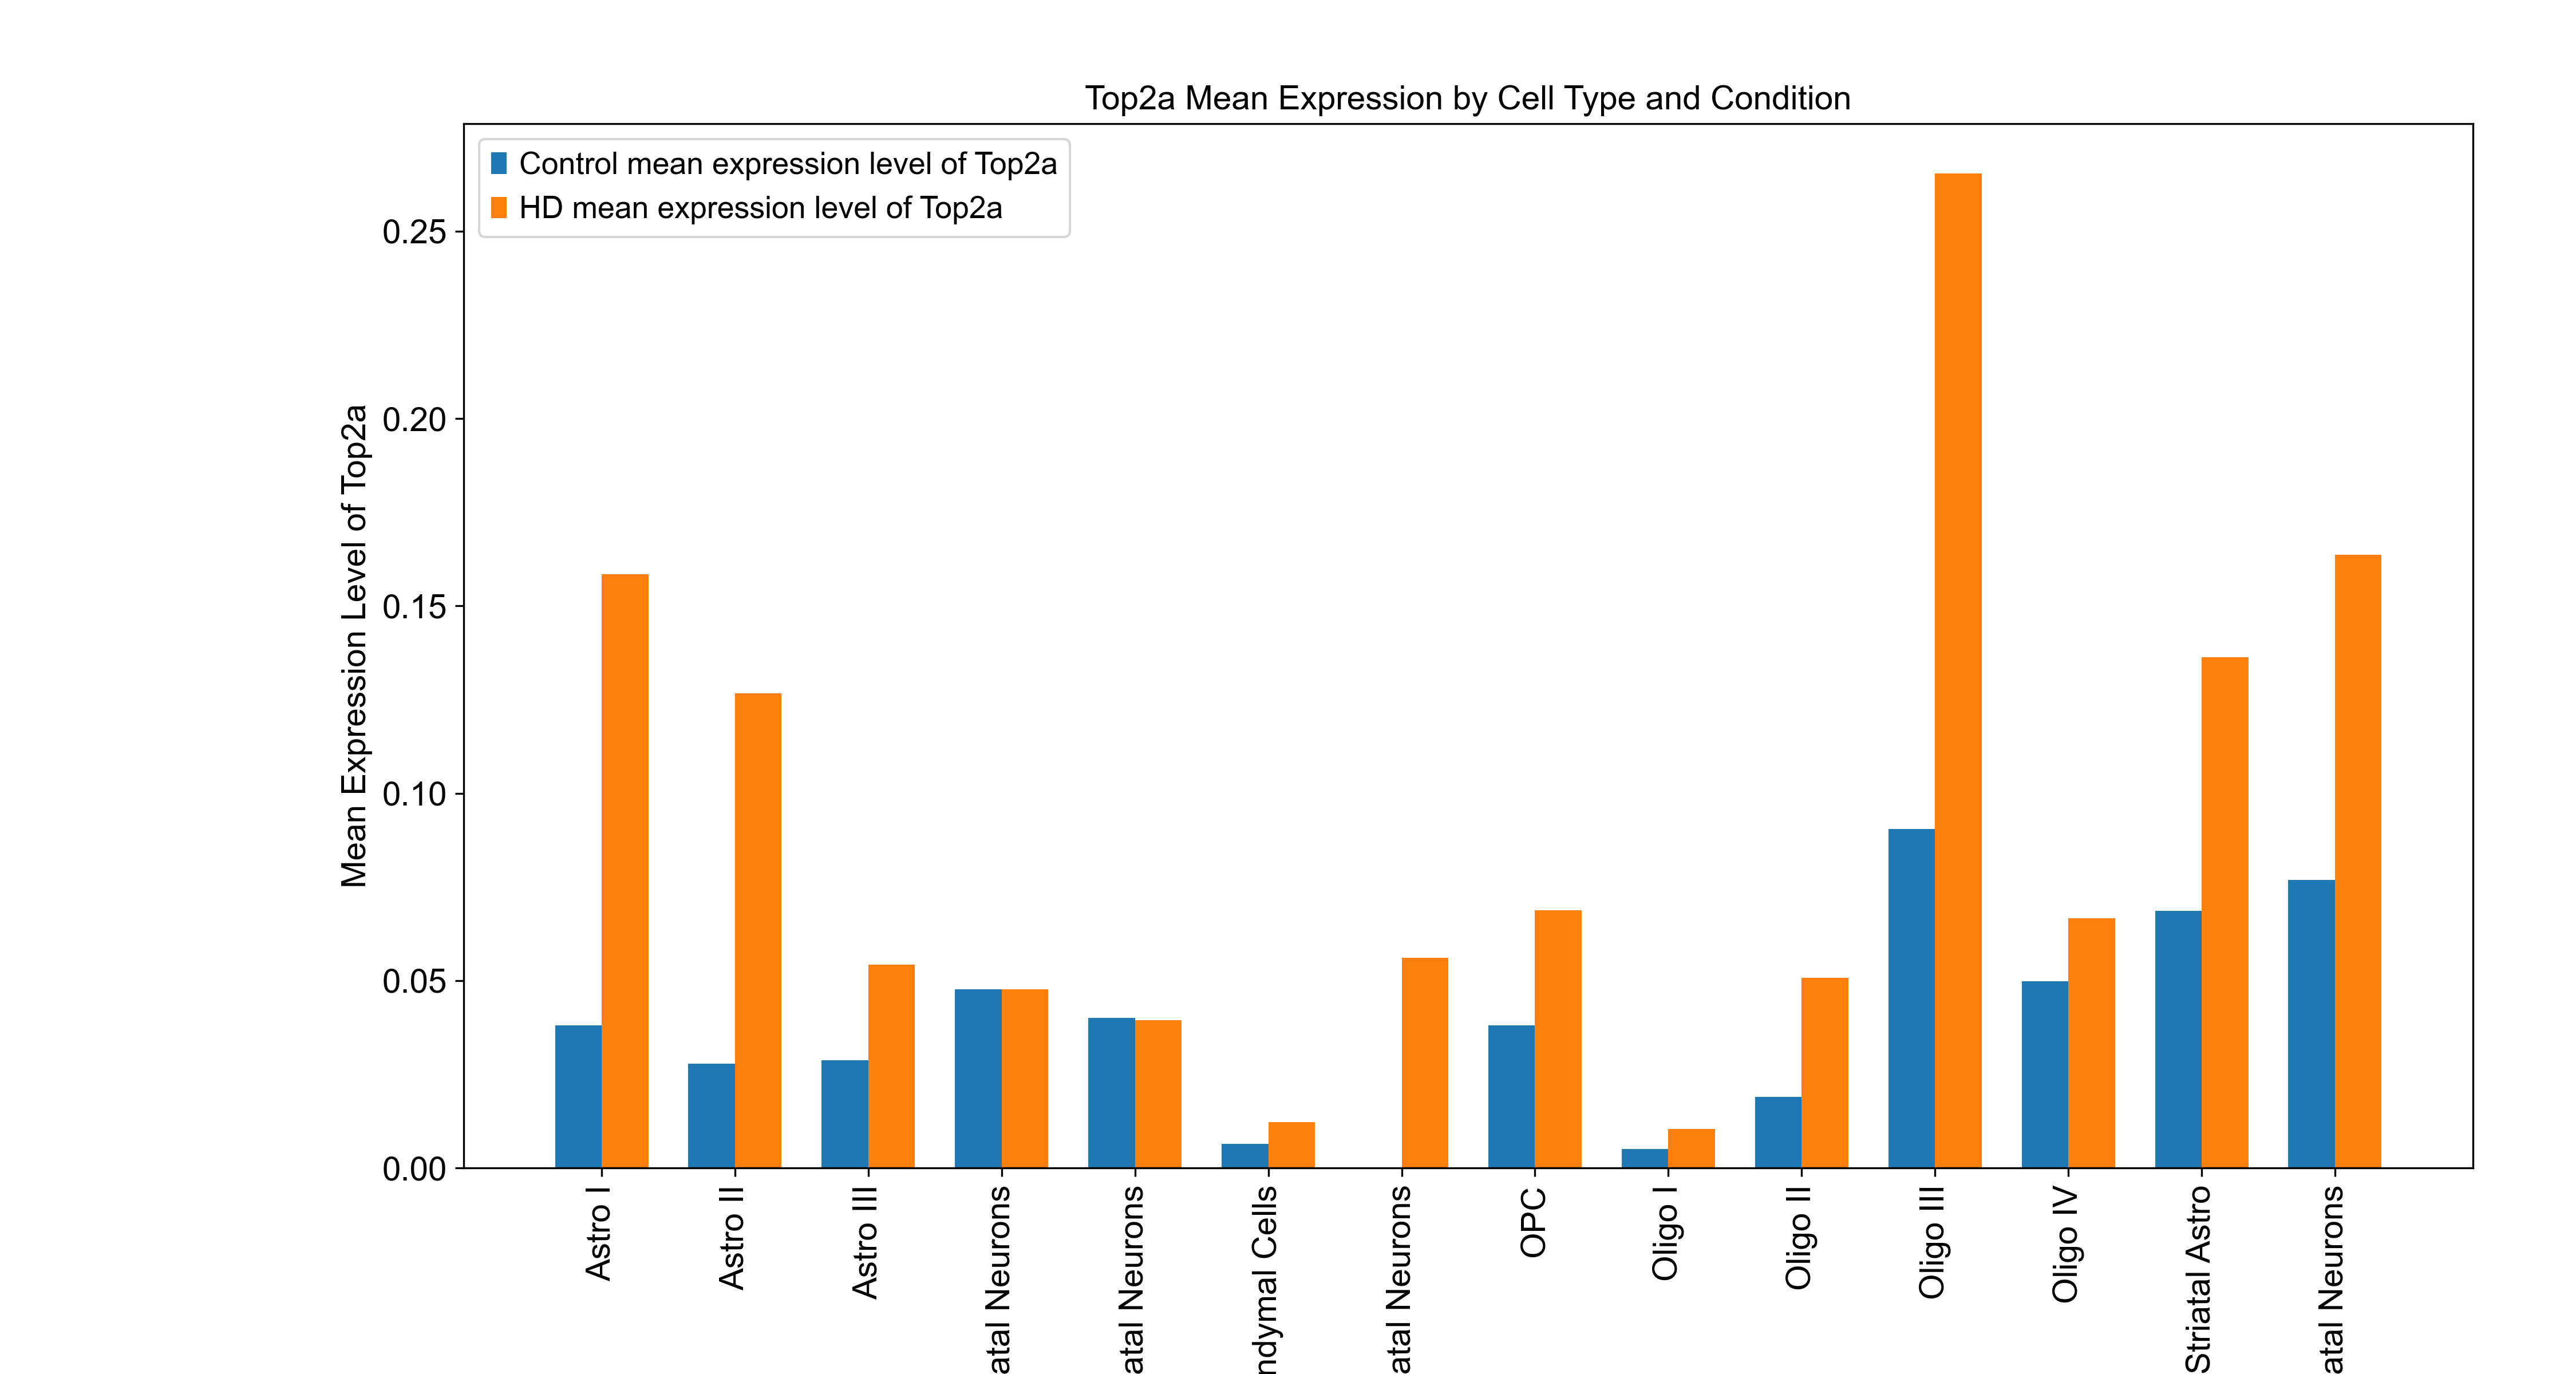 Top2a Mean Expression by Cell Type and Condition
Control mean expression level of Top2a
HD mean expression level of Top2a
Mean Expression Level of Top2a
0.25
0.20
0.15
0.10
0.05
0.00
Astro I
Astro II
Astro III
atal Neurons
atal Neurons
ndymal Cells
atal Neurons
OPC
Oligo I
Oligo II
Oligo III
Oligo IV
Striatal Astro
atal Neurons